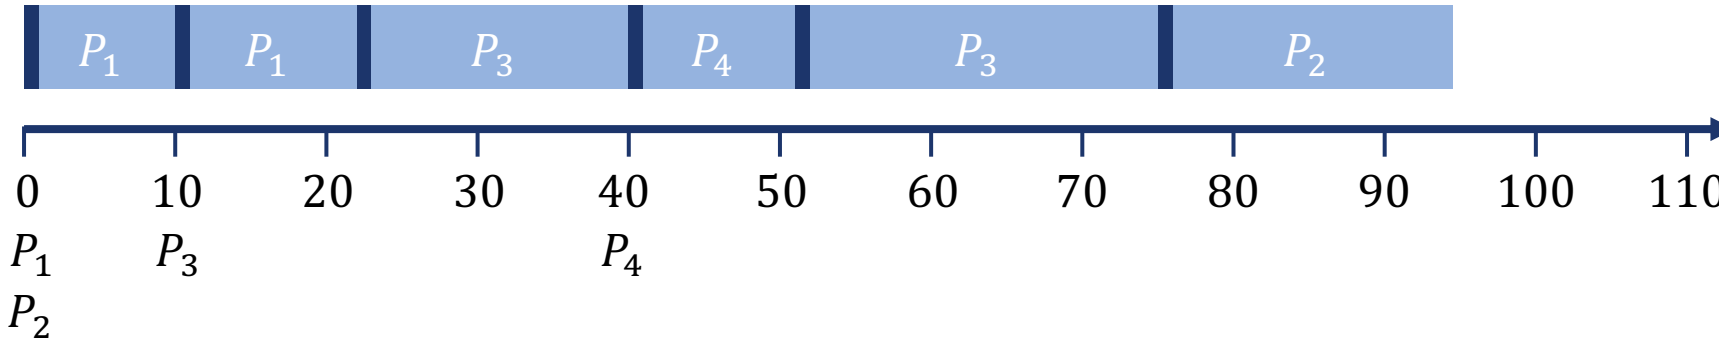 P₁ P₁ P₃ P₄ P₃ P₂
0 10 20 30 40 50 60 70 80 90 100 110
P₁ P₃ P₄
P₂